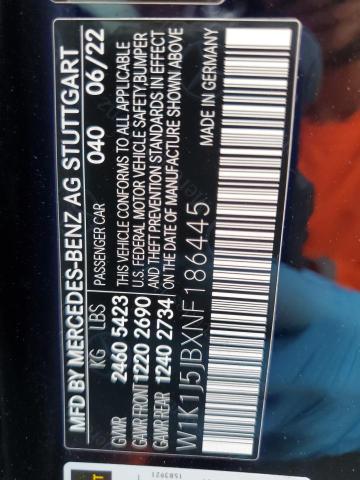 MFD BY MERCEDES-BENZ AG STUTTGART
KG LBS PASSENGER CAR 040 06/22
GVWR 2460 5423 THIS VEHICLE CONFORMS TO ALL APPLICABLE
GAWR FRONT 1220 2690 U.S. FEDERAL MOTOR VEHICLE SAFETY, BUMPER
GAWR REAR 1240 2734 AND THEFT PREVENTION STANDARDS IN EFFECT
ON THE DATE OF MANUFACTURE SHOWN ABOVE
W1K1J5JBXNF186445 MADE IN GERMANY
1583921